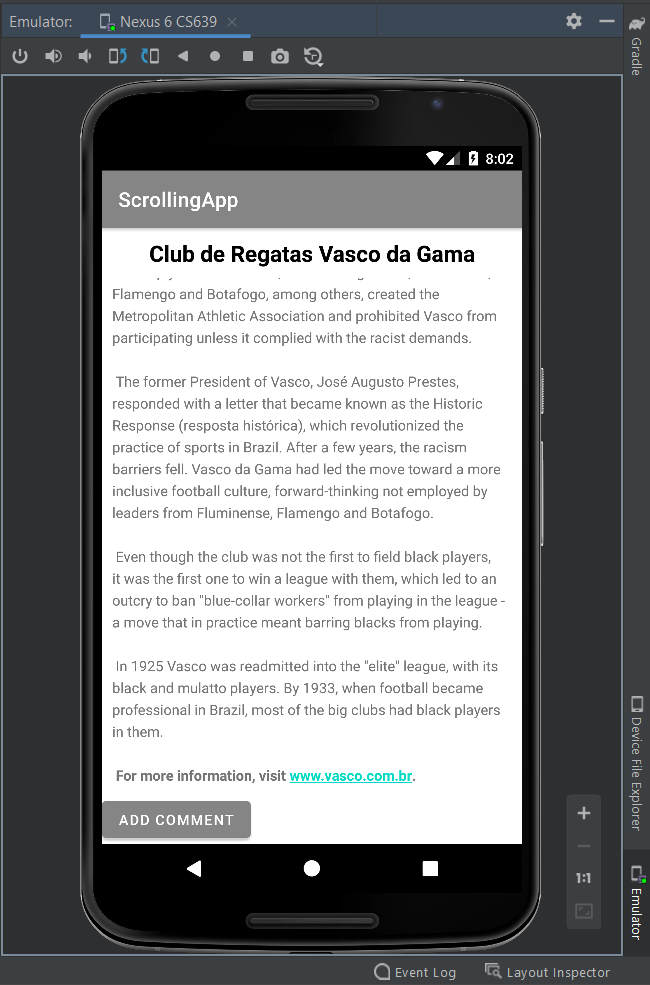 Emulator: Nexus 6 CS639
Gradle
8:02
ScrollingApp
Club de Regatas Vasco da Gama
Flamengo and Botafogo, among others, created the
Metropolitan Athletic Association and prohibited Vasco from
participating unless it complied with the racist demands.
The former President of Vasco, José Augusto Prestes,
responded with a letter that became known as the Historic
Response (resposta histórica), which revolutionized the
practice of sports in Brazil. After a few years, the racism
barriers fell. Vasco da Gama had led the move toward a more
inclusive football culture, forward-thinking not employed by
leaders from Fluminense, Flamengo and Botafogo.
Even though the club was not the first to field black players,
it was the first one to win a league with them, which led to an
outcry to ban "blue-collar workers" from playing in the league -
a move that in practice meant barring blacks from playing.
In 1925 Vasco was readmitted into the "elite" league, with its
black and mulatto players. By 1933, when football became
professional in Brazil, most of the big clubs had black players
in them.
For more information, visit www.vasco.com.br.
ADD COMMENT
Device File Explorer
1:1
Emulator
Event Log
Layout Inspector